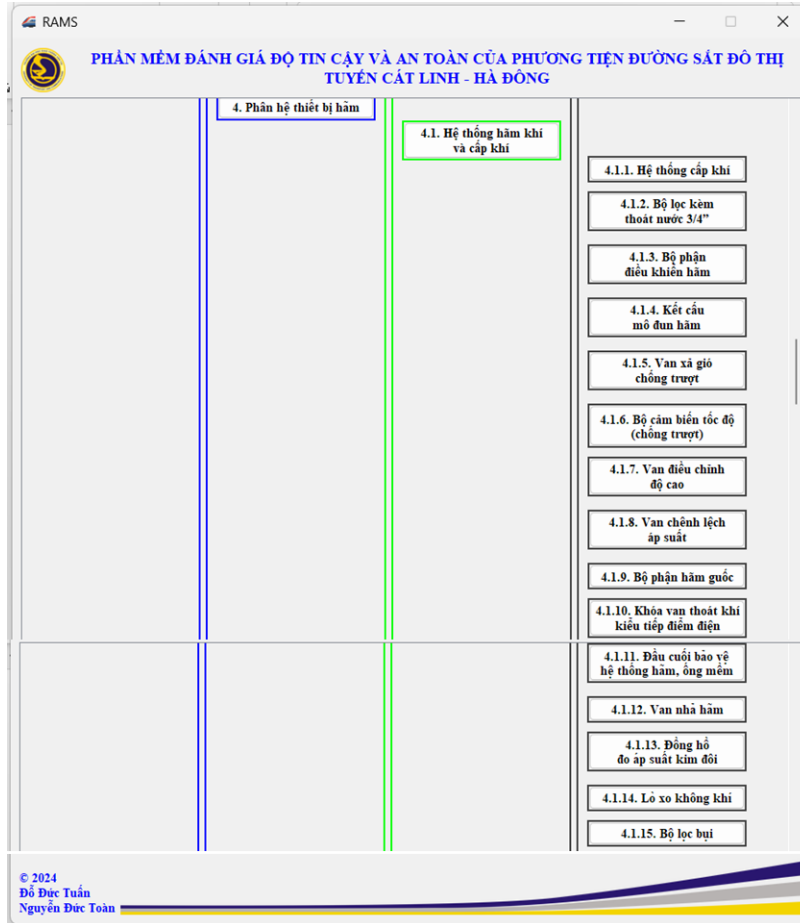 RAMS
PHẦN MỀM ĐÁNH GIÁ ĐỘ TIN CẬY VÀ AN TOÀN CỦA PHƯƠNG TIỆN ĐƯỜNG SẮT ĐÔ THỊ
TUYẾN CÁT LINH - HÀ ĐÔNG
4. Phân hệ thiết bị hãm
4.1. Hệ thống hãm khí
và cấp khí
4.1.1. Hệ thống cấp khí
4.1.2. Bộ lọc kèm
thoát nước 3/4”
4.1.3. Bộ phận
điều khiển hãm
4.1.4. Kết cấu
mô đun hãm
4.1.5. Van xả gió
chống trượt
4.1.6. Bộ cảm biến tốc độ
(chống trượt)
4.1.7. Van điều chỉnh
độ cao
4.1.8. Van chênh lệch
áp suất
4.1.9. Bộ phận hãm guốc
4.1.10. Khóa van thoát khí
kiểu tiếp điểm điện
4.1.11. Đầu cuối bảo vệ
hệ thống hãm, ống mềm
4.1.12. Van nhả hãm
4.1.13. Đồng hồ
đo áp suất kim đôi
4.1.14. Lò xo không khí
4.1.15. Bộ lọc bụi
© 2024
Đỗ Đức Tuấn
Nguyễn Đức Toàn